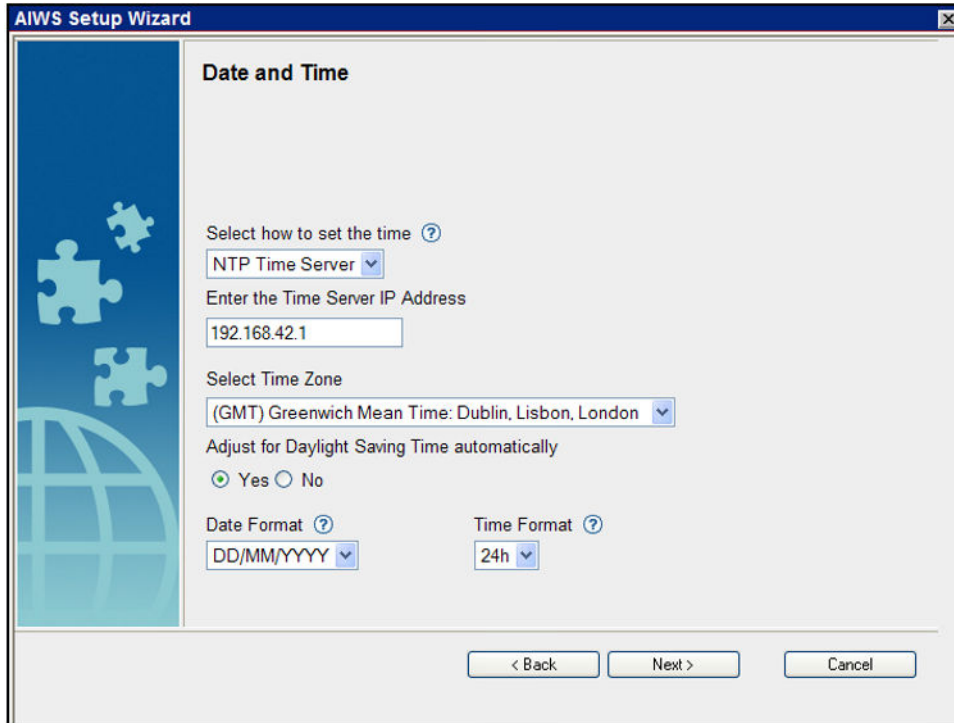 AIWS Setup Wizard
Date and Time
Select how to set the time ?
NTP Time Server
Enter the Time Server IP Address
192.168.42.1
Select Time Zone
(GMT) Greenwich Mean Time: Dublin, Lisbon, London
Adjust for Daylight Saving Time automatically
Yes No
Date Format ? Time Format ?
DD/MM/YYYY 24h
< Back Next > Cancel